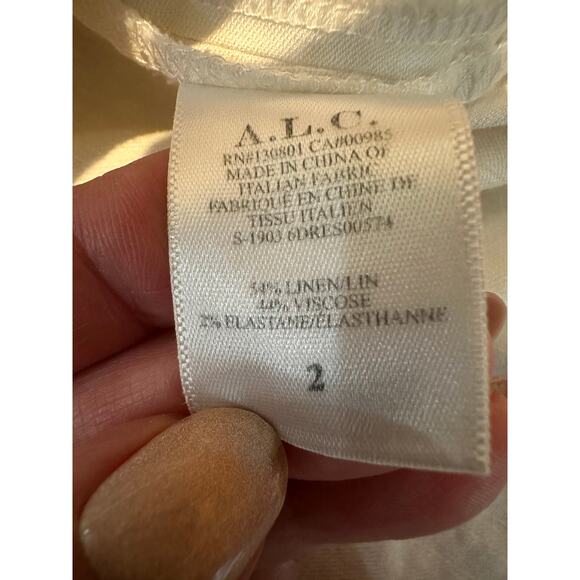 A.L.C.
RN#130801 CA#00985
MADE IN CHINA OF
ITALIAN FABRIC
FABRIQUÉ EN CHINE DE
TISSU ITALIEN
S-1903 6DRES00574
54% LINEN/LIN
44% VISCOSE
2% ELASTANE/ÉLASTHANNE
2